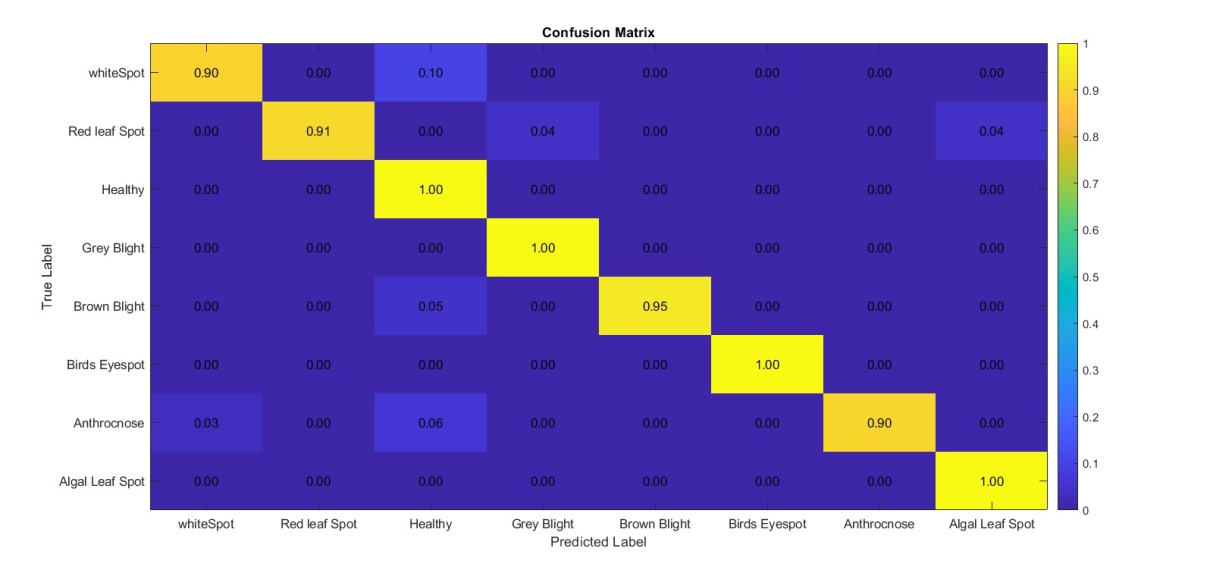 Confusion Matrix
True Label
whiteSpot 0.90 0.00 0.10 0.00 0.00 0.00 0.00 0.00
Red leaf Spot 0.00 0.91 0.00 0.04 0.00 0.00 0.00 0.04
Healthy 0.00 0.00 1.00 0.00 0.00 0.00 0.00 0.00
Grey Blight 0.00 0.00 0.00 1.00 0.00 0.00 0.00 0.00
Brown Blight 0.00 0.00 0.05 0.00 0.95 0.00 0.00 0.00
Birds Eyespot 0.00 0.00 0.00 0.00 0.00 1.00 0.00 0.00
Anthrocnose 0.03 0.00 0.06 0.00 0.00 0.00 0.90 0.00
Algal Leaf Spot 0.00 0.00 0.00 0.00 0.00 0.00 0.00 1.00
whiteSpot Red leaf Spot Healthy Grey Blight Brown Blight Birds Eyespot Anthrocnose Algal Leaf Spot
Predicted Label
1
0.9
0.8
0.7
0.6
0.5
0.4
0.3
0.2
0.1
0